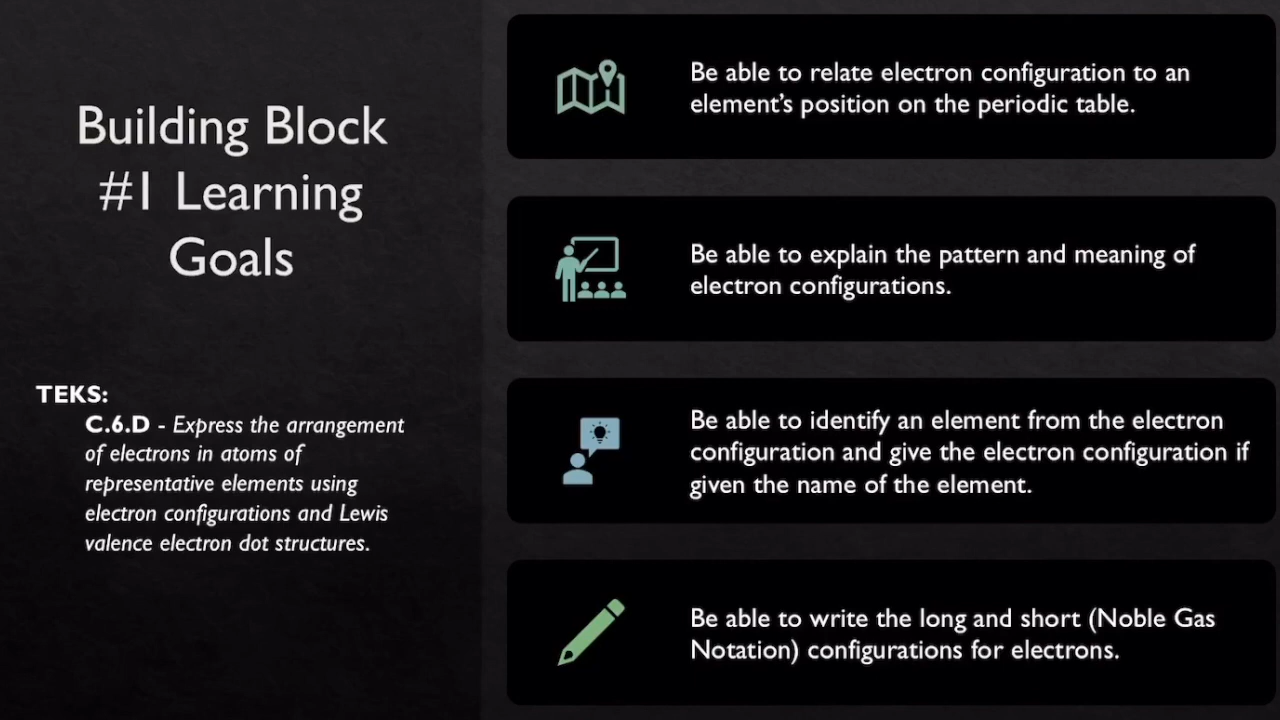 Building Block
#1 Learning
Goals
TEKS:
C.6.D - Express the arrangement
of electrons in atoms of
representative elements using
electron configurations and Lewis
valence electron dot structures.
Be able to relate electron configuration to an
element’s position on the periodic table.
Be able to explain the pattern and meaning of
electron configurations.
Be able to identify an element from the electron
configuration and give the electron configuration if
given the name of the element.
Be able to write the long and short (Noble Gas
Notation) configurations for electrons.